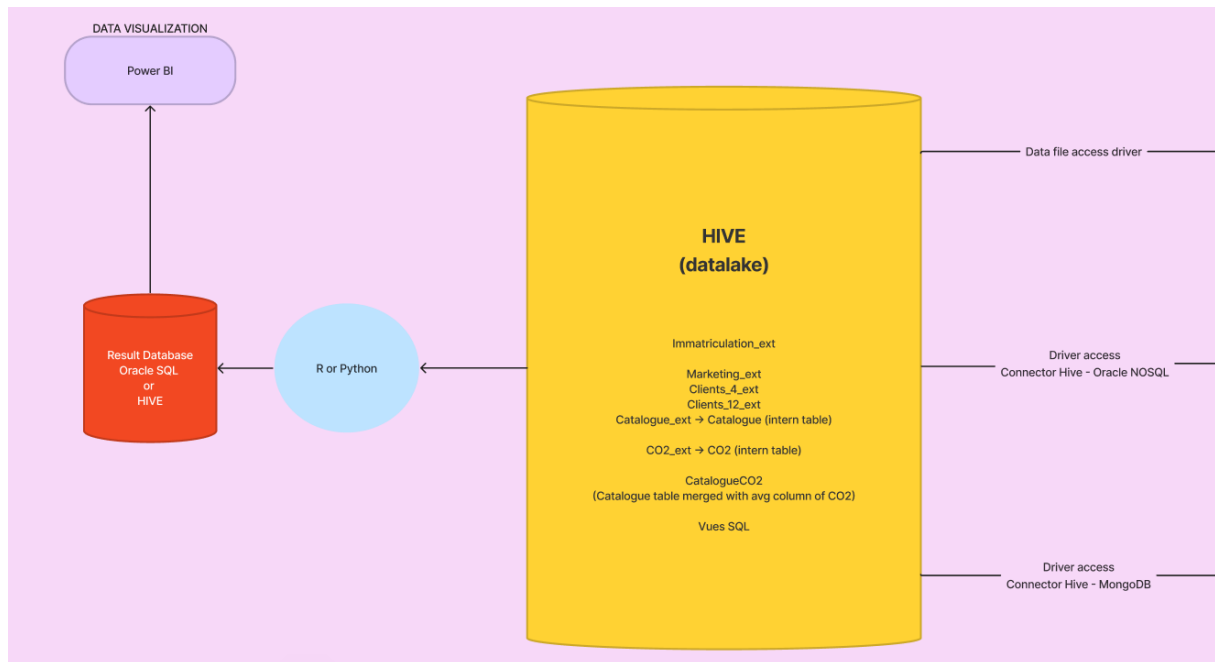 DATA VISUALIZATION
Power BI
Result Database
Oracle SQL
or
HIVE
R or Python
HIVE
(datalake)
Immatriculation_ext
Marketing_ext
Clients_4_ext
Clients_12_ext
Catalogue_ext → Catalogue (intern table)
CO2_ext → CO2 (intern table)
CatalogueCO2
(Catalogue table merged with avg column of CO2)
Vues SQL
Data file access driver
Driver access
Connector Hive - Oracle NOSQL
Driver access
Connector Hive - MongoDB